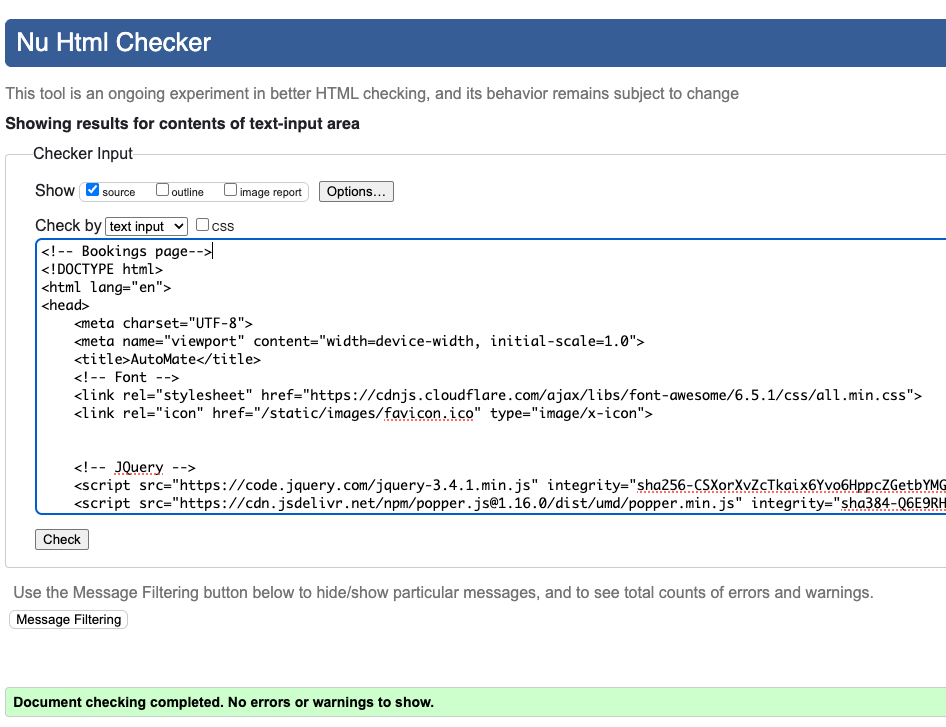 Nu Html Checker
This tool is an ongoing experiment in better HTML checking, and its behavior remains subject to change
Showing results for contents of text-input area
Checker Input
Show source outline image report Options...
Check by text input CSS
<!-- Bookings page-->
<!DOCTYPE html>
<html lang="en">
<head>
    <meta charset="UTF-8">
    <meta name="viewport" content="width=device-width, initial-scale=1.0">
    <title>AutoMate</title>
    <!-- Font -->
    <link rel="stylesheet" href="https://cdnjs.cloudflare.com/ajax/libs/font-awesome/6.5.1/css/all.min.css">
    <link rel="icon" href="/static/images/favicon.ico" type="image/x-icon">
    <!-- JQuery -->
    <script src="https://code.jquery.com/jquery-3.4.1.min.js" integrity="sha256-CSXorXvZcTkaix6Yvo6HppcZGetbYMG
    <script src="https://cdn.jsdelivr.net/npm/popper.js@1.16.0/dist/umd/popper.min.js" integrity="sha384-Q6E9RH
Check
Use the Message Filtering button below to hide/show particular messages, and to see total counts of errors and warnings.
Message Filtering
Document checking completed. No errors or warnings to show.